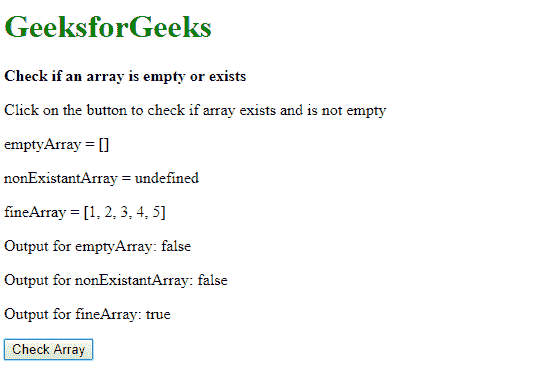 GeeksforGeeks
Check if an array is empty or exists
Click on the button to check if array exists and is not empty
emptyArray = []
nonExistantArray = undefined
fineArray = [1, 2, 3, 4, 5]
Output for emptyArray: false
Output for nonExistantArray: false
Output for fineArray: true
Check Array